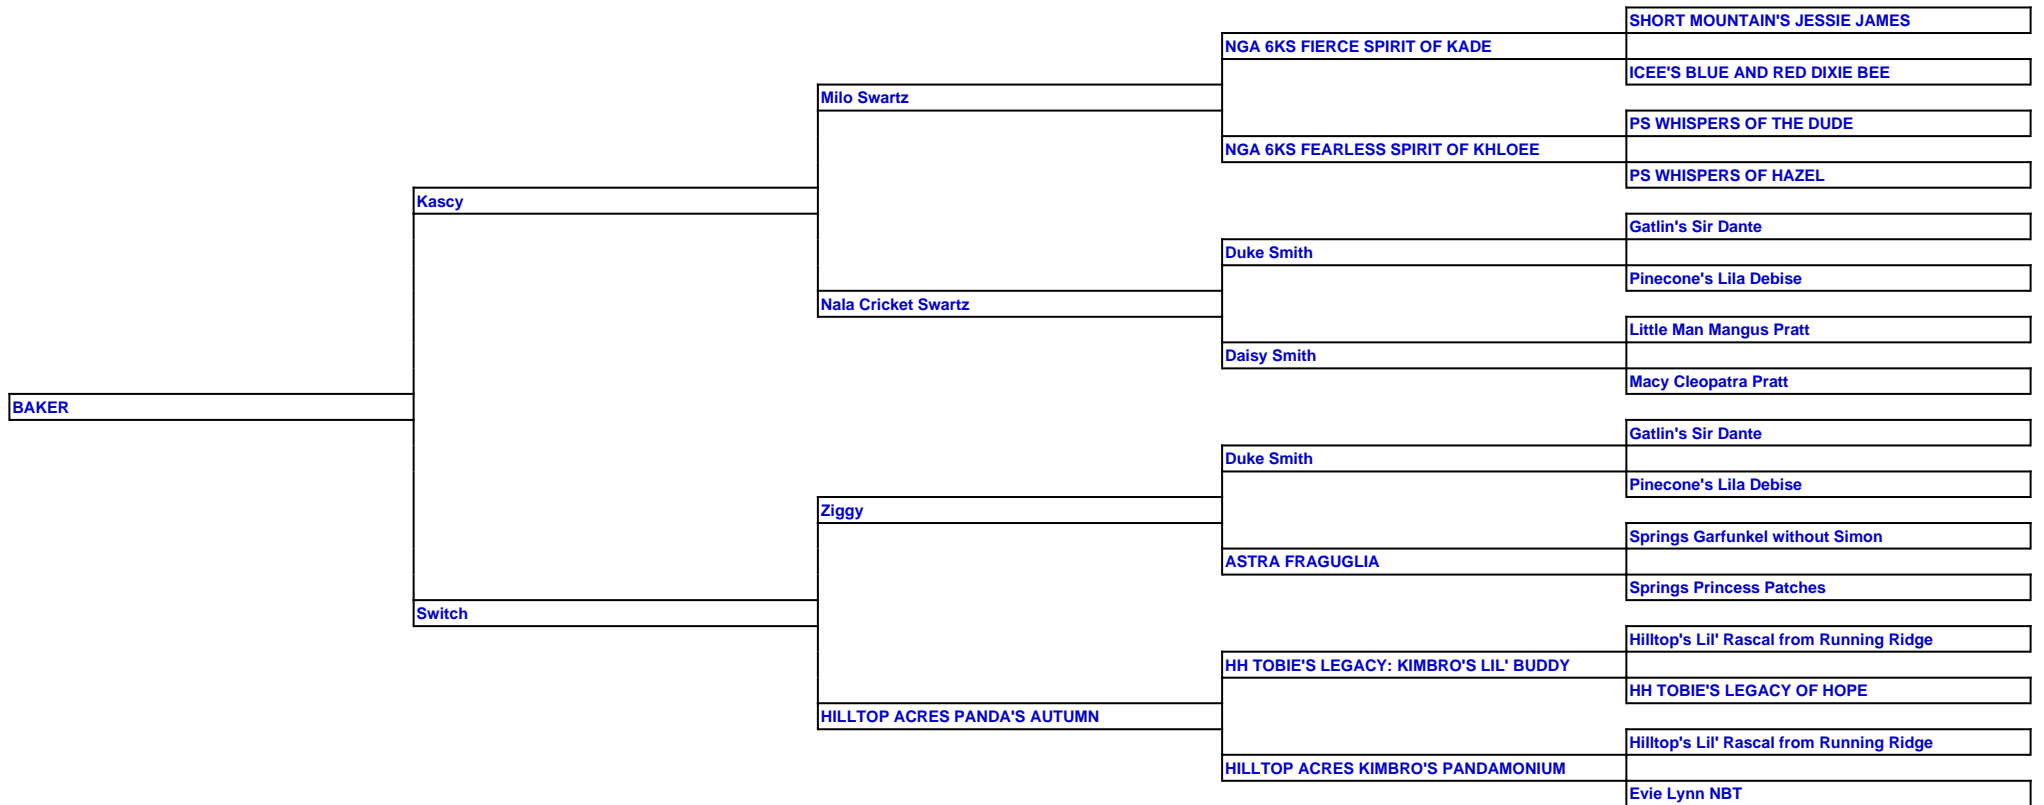 SHORT MOUNTAIN'S JESSIE JAMES
NGA 6KS FIERCE SPIRIT OF KADE
ICEE'S BLUE AND RED DIXIE BEE
Milo Swartz
PS WHISPERS OF THE DUDE
NGA 6KS FEARLESS SPIRIT OF KHLOEE
PS WHISPERS OF HAZEL
Kascy
Gatlin's Sir Dante
Duke Smith
Pinecone's Lila Debise
Nala Cricket Swartz
Little Man Mangus Pratt
Daisy Smith
Macy Cleopatra Pratt
BAKER
Gatlin's Sir Dante
Duke Smith
Pinecone's Lila Debise
Ziggy
Springs Garfunkel without Simon
ASTRA FRAGUGLIA
Springs Princess Patches
Switch
Hilltop's Lil' Rascal from Running Ridge
HH TOBIE'S LEGACY: KIMBRO'S LIL' BUDDY
HH TOBIE'S LEGACY OF HOPE
HILLTOP ACRES PANDA'S AUTUMN
Hilltop's Lil' Rascal from Running Ridge
HILLTOP ACRES KIMBRO'S PANDAMONIUM
Evie Lynn NBT